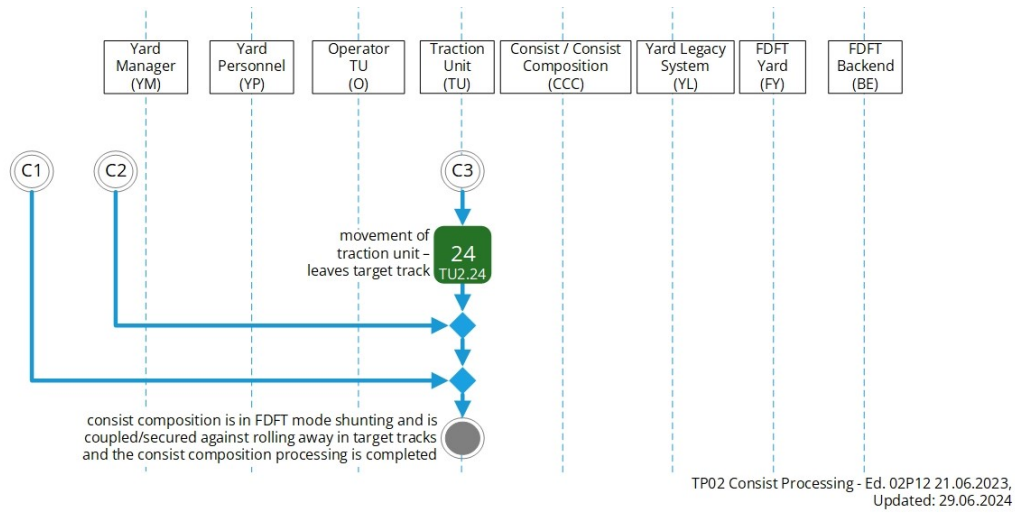 Yard
Manager
(YM)
Yard
Personnel
(YP)
Operator
TU
(O)
Traction
Unit
(TU)
Consist / Consist
Composition
(CCC)
Yard Legacy
System
(YL)
FDFT
Yard
(FY)
FDFT
Backend
(BE)
C1
C2
C3
movement of
traction unit –
leaves target track
24
TU2.24
consist composition is in FDFT mode shunting and is
coupled/secured against rolling away in target tracks
and the consist composition processing is completed
TP02 Consist Processing - Ed. 02P12 21.06.2023,
Updated: 29.06.2024